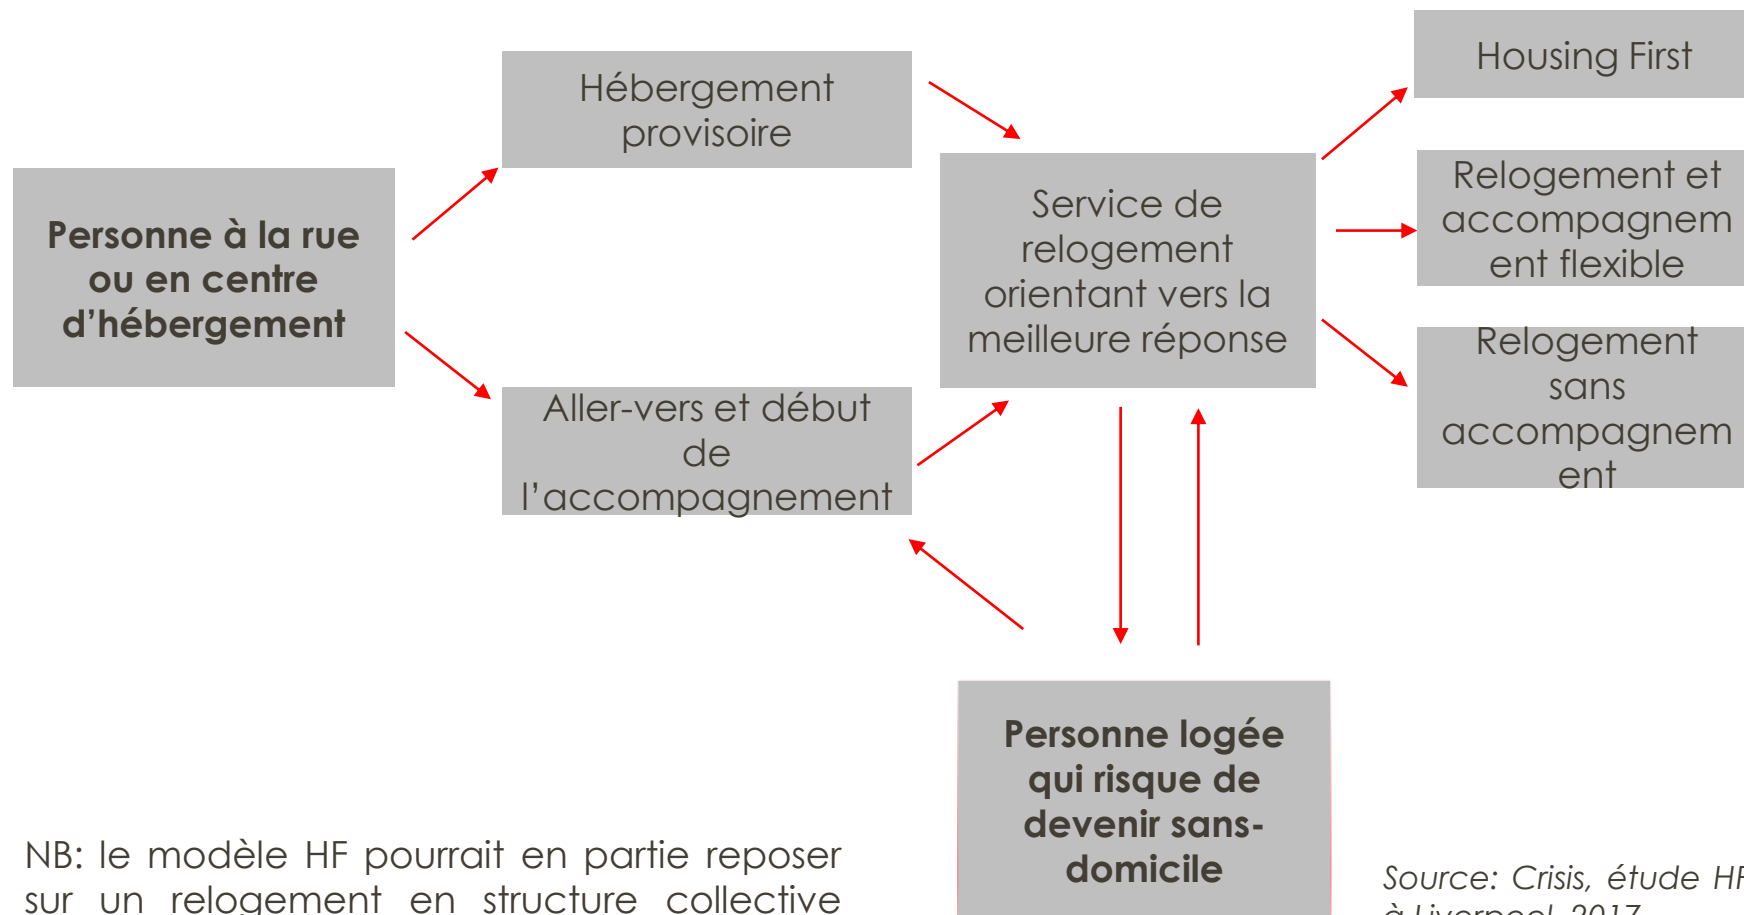 Housing First
Hébergement
provisoire
Relogement et
accompagnem
ent flexible
Personne à la rue
ou en centre
d’hébergement
Service de
relogement
orientant vers la
meilleure réponse
Relogement
sans
accompagnem
ent
Aller-vers et début
de
l’accompagnement
Personne logée
qui risque de
devenir sans-
domicile
NB: le modèle HF pourrait en partie reposer
sur un relogement en structure collective
Source: Crisis, étude HF
à Liverpool, 2017